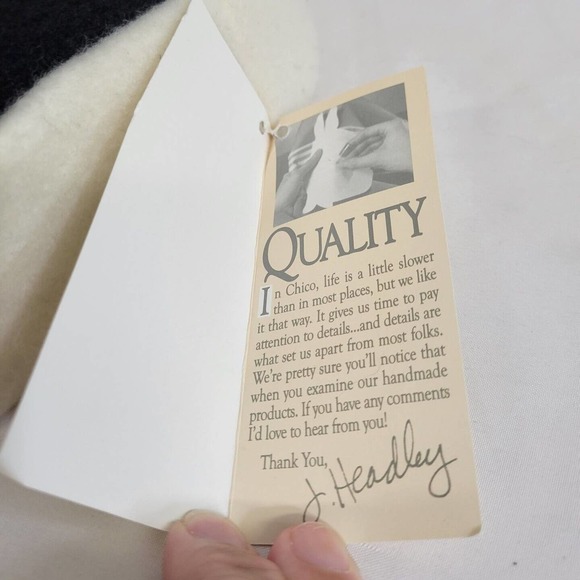 QUALITY
In Chico, life is a little slower
than in most places, but we like
it that way. It gives us time to pay
attention to details...and details are
what set us apart from most folks.
We're pretty sure you'll notice that
when you examine our handmade
products. If you have any comments
I'd love to hear from you!
Thank You,
J. Headley